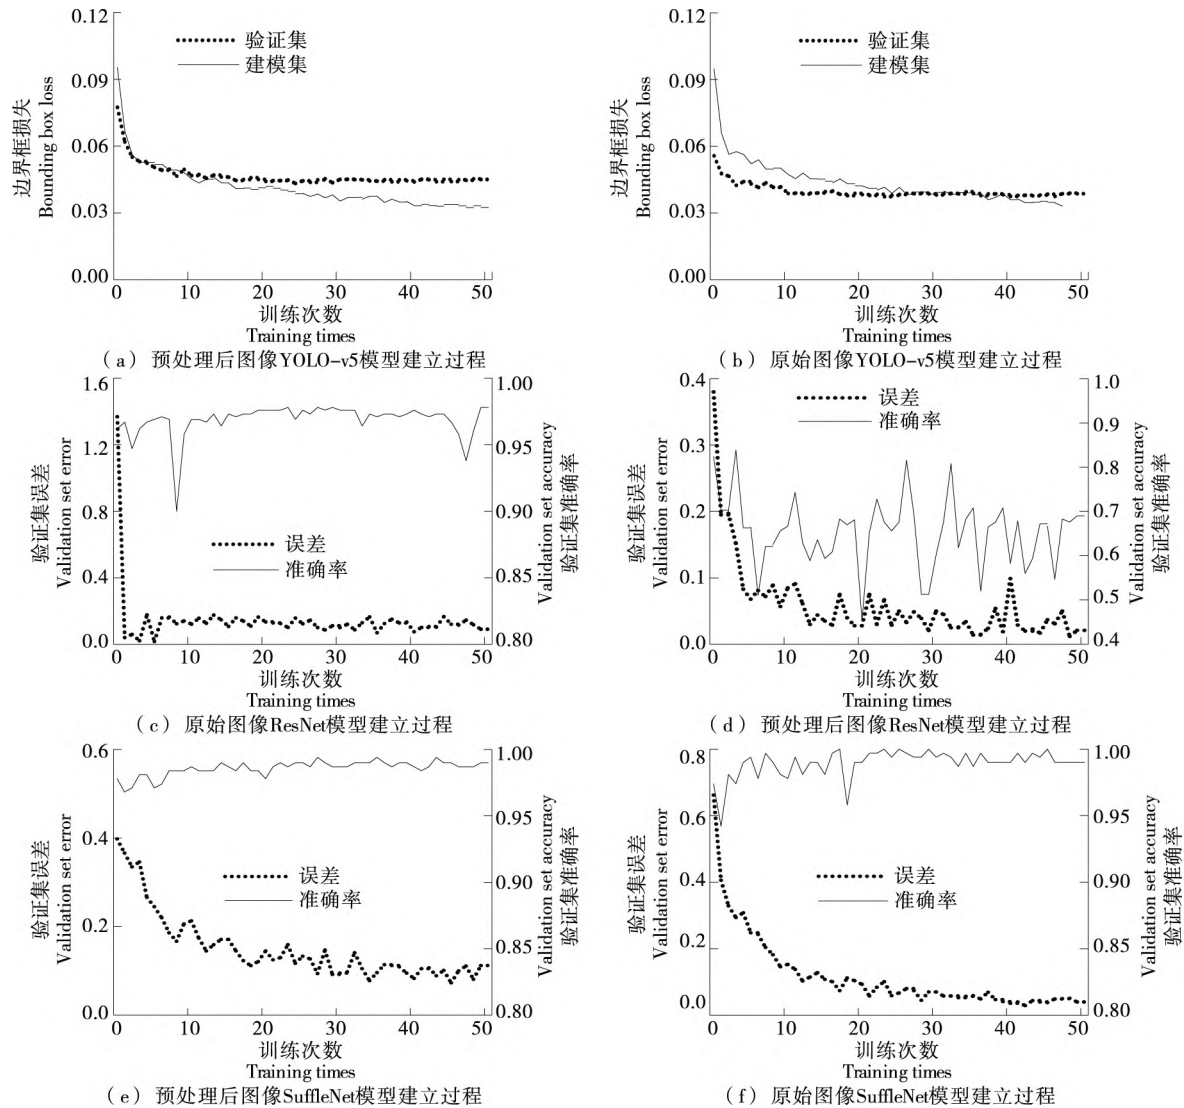 0.12
0.09
0.06
0.03
0.00
边界框损失
Bounding box loss
验证集
建模集
0 10 20 30 40 50
训练次数
Training times
（a）预处理后图像YOLO-v5模型建立过程
0.12
0.09
0.06
0.03
0.00
边界框损失
Bounding box loss
验证集
建模集
0 10 20 30 40 50
训练次数
Training times
（b）原始图像YOLO-v5模型建立过程
1.6
1.2
0.8
0.4
0.0
验证集误差
Validation set error
误差
准确率
1.00
0.95
0.90
0.85
0.80
Validation set accuracy
验证集准确率
0 10 20 30 40 50
训练次数
Training times
（c）原始图像ResNet模型建立过程
0.4
0.3
0.2
0.1
0.0
验证集误差
Validation set error
误差
准确率
1.0
0.9
0.8
0.7
0.6
0.5
0.4
Validation set accuracy
验证集准确率
0 10 20 30 40 50
训练次数
Training times
（d）预处理后图像ResNet模型建立过程
0.6
0.4
0.2
0.0
验证集误差
Validation set error
误差
准确率
1.00
0.95
0.90
0.85
0.80
Validation set accuracy
验证集准确率
0 10 20 30 40 50
训练次数
Training times
（e）预处理后图像SuffleNet模型建立过程
0.8
0.6
0.4
0.2
0.0
验证集误差
Validation set error
误差
准确率
1.00
0.95
0.90
0.85
0.80
Validation set accuracy
验证集准确率
0 10 20 30 40 50
训练次数
Training times
（f）原始图像SuffleNet模型建立过程